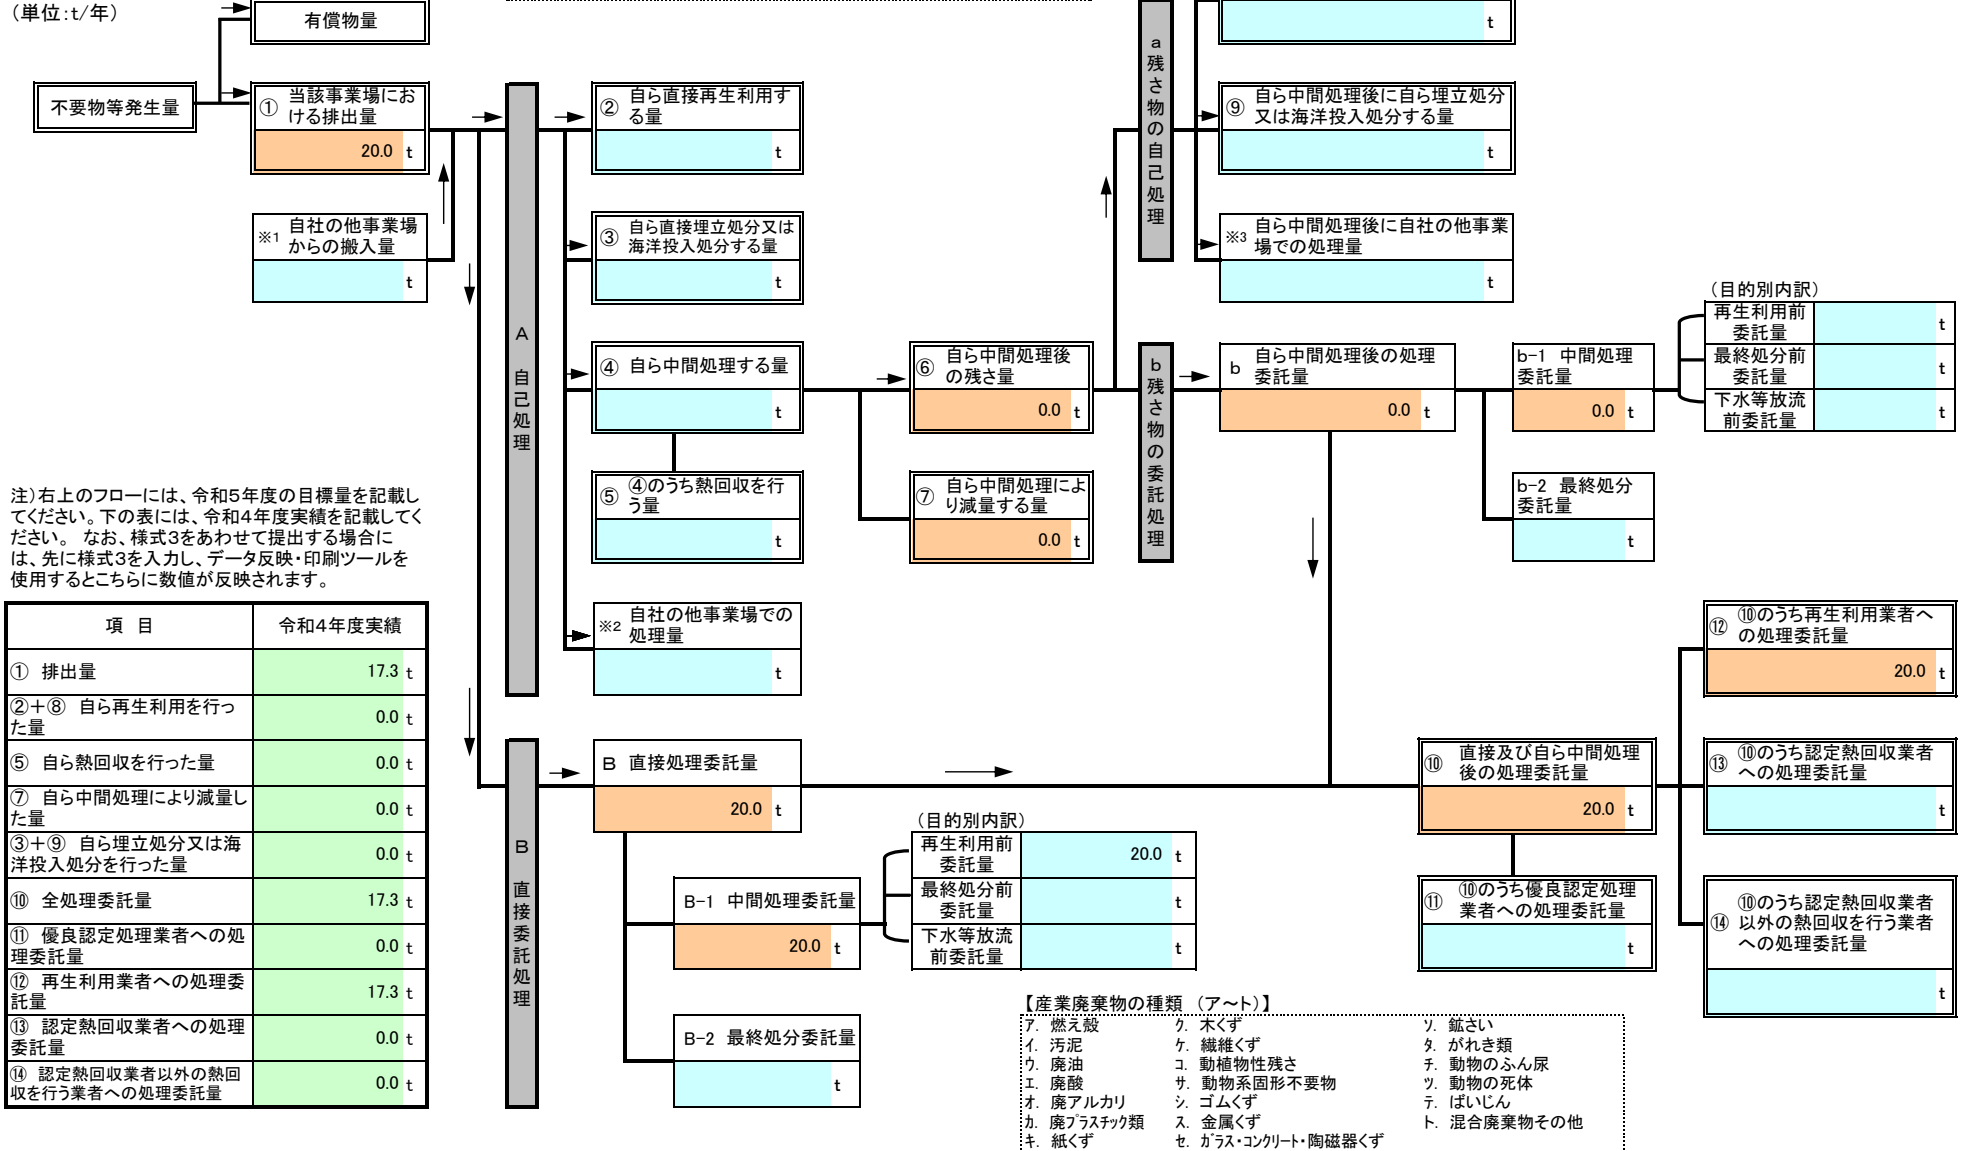 (単位:t/年)
有償物量
t
不要物等発生量
① 当該事業場にお
ける排出量
20.0 t
※1 自社の他事業場
からの搬入量
t
A 自己処理
② 自ら直接再生利用す
る量
t
③ 自ら直接埋立処分又は
海洋投入処分する量
t
④ 自ら中間処理する量
t
⑤ ④のうち熱回収を行
う量
t
※2 自社の他事業場での
処理量
t
⑥ 自ら中間処理後
の残さ量
0.0 t
⑦ 自ら中間処理によ
り減量する量
0.0 t
a残さ物の自己処理
⑨ 自ら中間処理後に自ら埋立処分
又は海洋投入処分する量
t
※3 自ら中間処理後に自社の他事業
場での処理量
t
b残さ物の委託処理
b 自ら中間処理後の処理
委託量
0.0 t
b-1 中間処理
委託量
0.0 t
b-2 最終処分
委託量
t
(目的別内訳)
再生利用前
委託量
t
最終処分前
委託量
t
下水等放流
前委託量
t
注)右上のフローには、令和5年度の目標量を記載し
てください。下の表には、令和4年度実績を記載してく
ださい。 なお、様式3をあわせて提出する場合に
は、先に様式3を入力し、データ反映・印刷ツールを
使用するとこちらに数値が反映されます。
項 目 令和4年度実績
① 排出量 17.3 t
②+⑧ 自ら再生利用を行っ
た量 0.0 t
⑤ 自ら熱回収を行った量 0.0 t
⑦ 自ら中間処理により減量し
た量 0.0 t
③+⑨ 自ら埋立処分又は海
洋投入処分を行った量 0.0 t
⑩ 全処理委託量 17.3 t
⑪ 優良認定処理業者への処
理委託量 0.0 t
⑫ 再生利用業者への処理委
託量 17.3 t
⑬ 認定熱回収業者への処理
委託量 0.0 t
⑭ 認定熱回収業者以外の熱回
収を行う業者への処理委託量 0.0 t
B 直接委託処理
B 直接処理委託量
20.0 t
B-1 中間処理委託量
20.0 t
B-2 最終処分委託量
t
(目的別内訳)
再生利用前
委託量
20.0 t
最終処分前
委託量
t
下水等放流
前委託量
t
⑩ 直接及び自ら中間処理
後の処理委託量
20.0 t
⑪ ⑩のうち優良認定処理
業者への処理委託量
t
⑫ ⑩のうち再生利用業者へ
の処理委託量
20.0 t
⑬ ⑩のうち認定熱回収業者
への処理委託量
t
⑭ ⑩のうち認定熱回収業者
以外の熱回収を行う業者
への処理委託量
t
【産業廃棄物の種類 (ア~ト)】
ア. 燃え殻 ク. 木くず ソ. 鉱さい
イ. 汚泥 ケ. 繊維くず タ. がれき類
ウ. 廃油 コ. 動植物性残さ チ. 動物のふん尿
エ. 廃酸 サ. 動物系固形不要物 ツ. 動物の死体
オ. 廃アルカリ シ. ゴムくず テ. ばいじん
カ. 廃プラスチック類 ス. 金属くず ト. 混合廃棄物その他
キ. 紙くず セ. ガラス・コンクリート・陶磁器くず